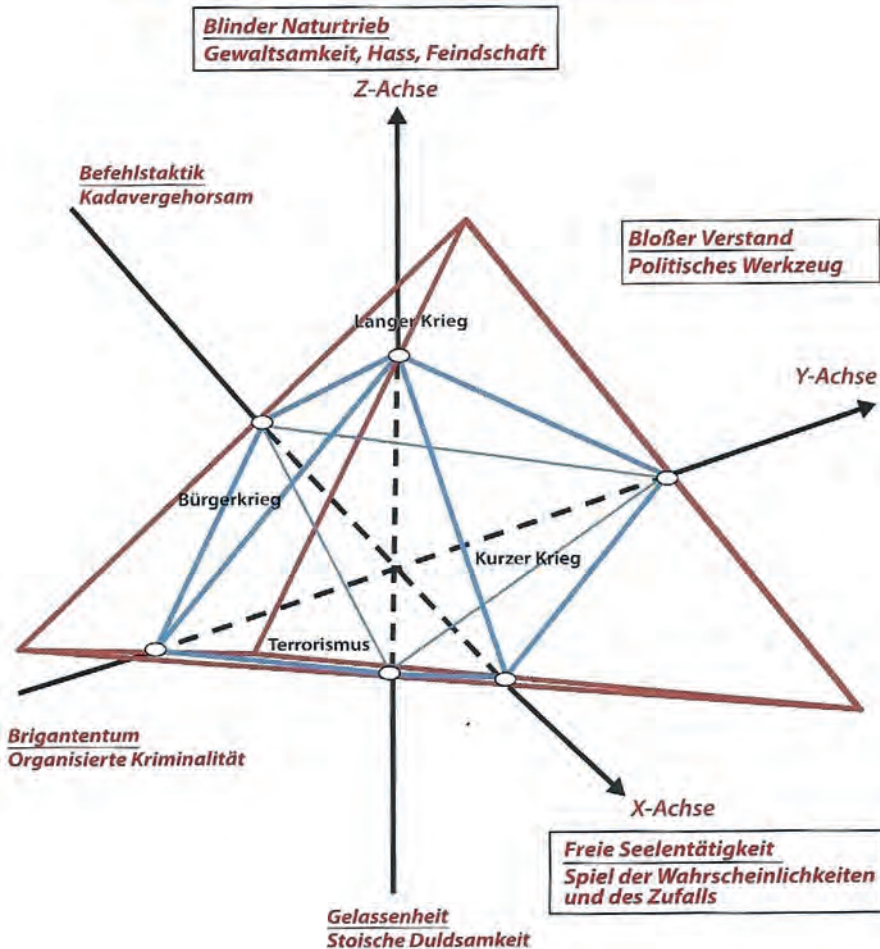 Blinder Naturtrieb
Gewaltsamkeit, Hass, Feindschaft
Z-Achse
Befehlstaktik
Kadavergehorsam
Bloßer Verstand
Politisches Werkzeug
Langer Krieg
Y-Achse
Bürgerkrieg
Kurzer Krieg
Terrorismus
Brigantentum
Organisierte Kriminalität
X-Achse
Freie Seelentätigkeit
Spiel der Wahrscheinlichkeiten
und des Zufalls
Gelassenheit
Stoische Duldsamkeit